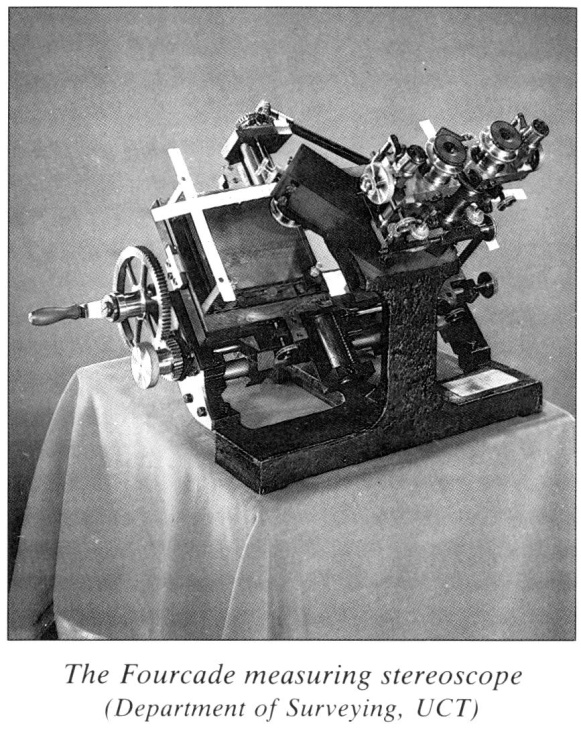 The Fourcade measuring stereoscope
(Department of Surveying, UCT)